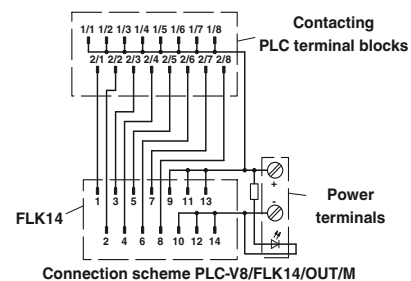 Contacting
PLC terminal blocks
1/1 1/2 1/3 1/4 1/5 1/6 1/7 1/8
2/1 2/2 2/3 2/4 2/5 2/6 2/7 2/8
+
-
1 3 5 7 9 11 13
Power
terminals
FLK14
2 4 6 8 10 12 14
Connection scheme PLC-V8/FLK14/OUT/M